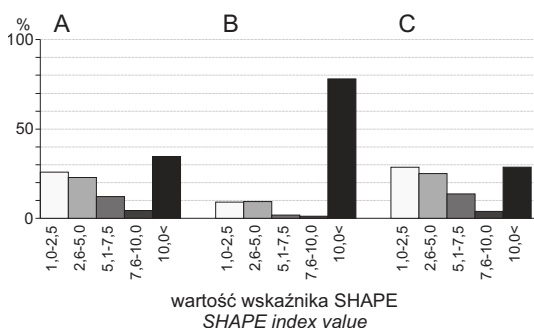 %
A B C
100
50
0
1,0-2,5 2,6-5,0 5,1-7,5 7,6-10,0 10,0< 1,0-2,5 2,6-5,0 5,1-7,5 7,6-10,0 10,0< 1,0-2,5 2,6-5,0 5,1-7,5 7,6-10,0 10,0<
wartość wskaźnika SHAPE
SHAPE index value